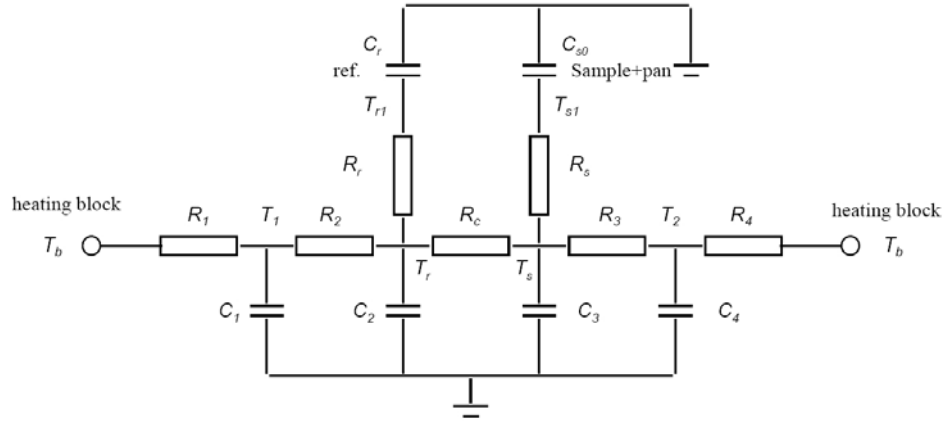 C_r
C_s0
ref.
Sample+pan
T_r1
T_s1
R_r
R_s
heating block
R_1
T_1
R_2
R_c
R_3
T_2
R_4
heating block
T_b
T_b
T_r
T_s
C_1
C_2
C_3
C_4